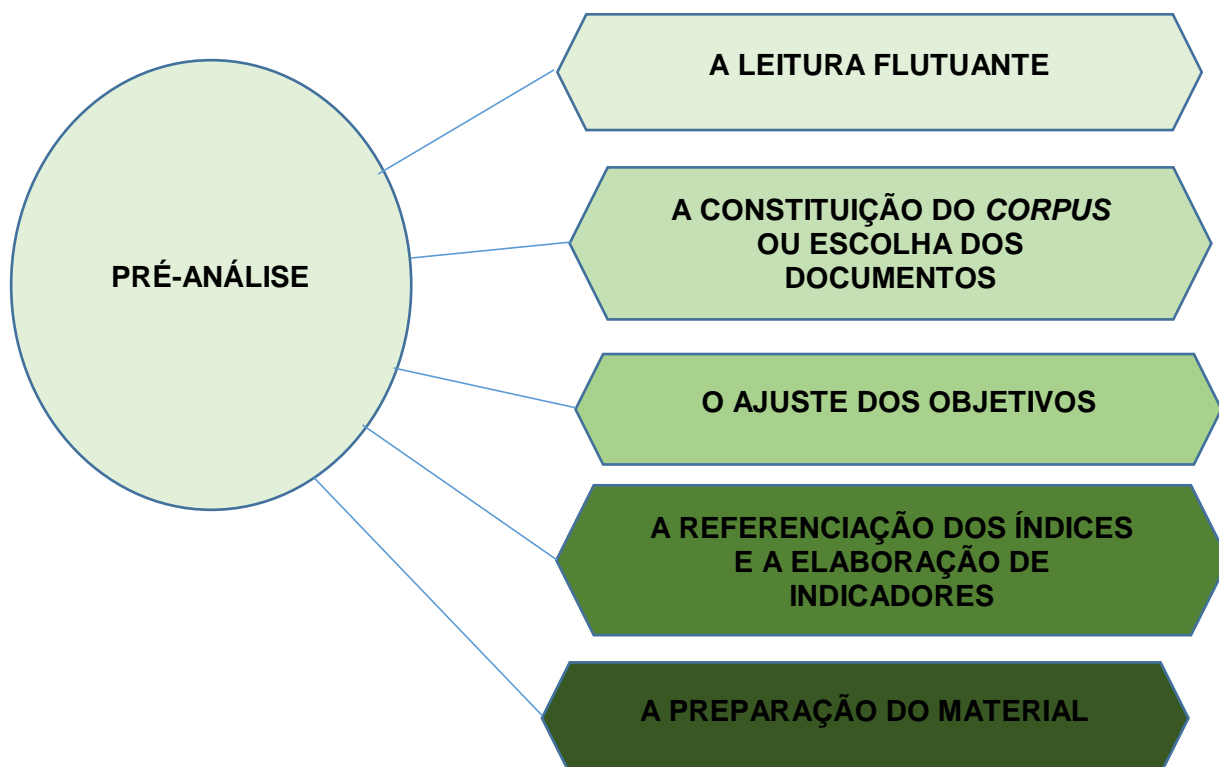 A LEITURA FLUTUANTE
A CONSTITUIÇÃO DO CORPUS
OU ESCOLHA DOS
DOCUMENTOS
PRÉ-ANÁLISE
O AJUSTE DOS OBJETIVOS
A REFERENCIAÇÃO DOS ÍNDICES
E A ELABORAÇÃO DE
INDICADORES
A PREPARAÇÃO DO MATERIAL